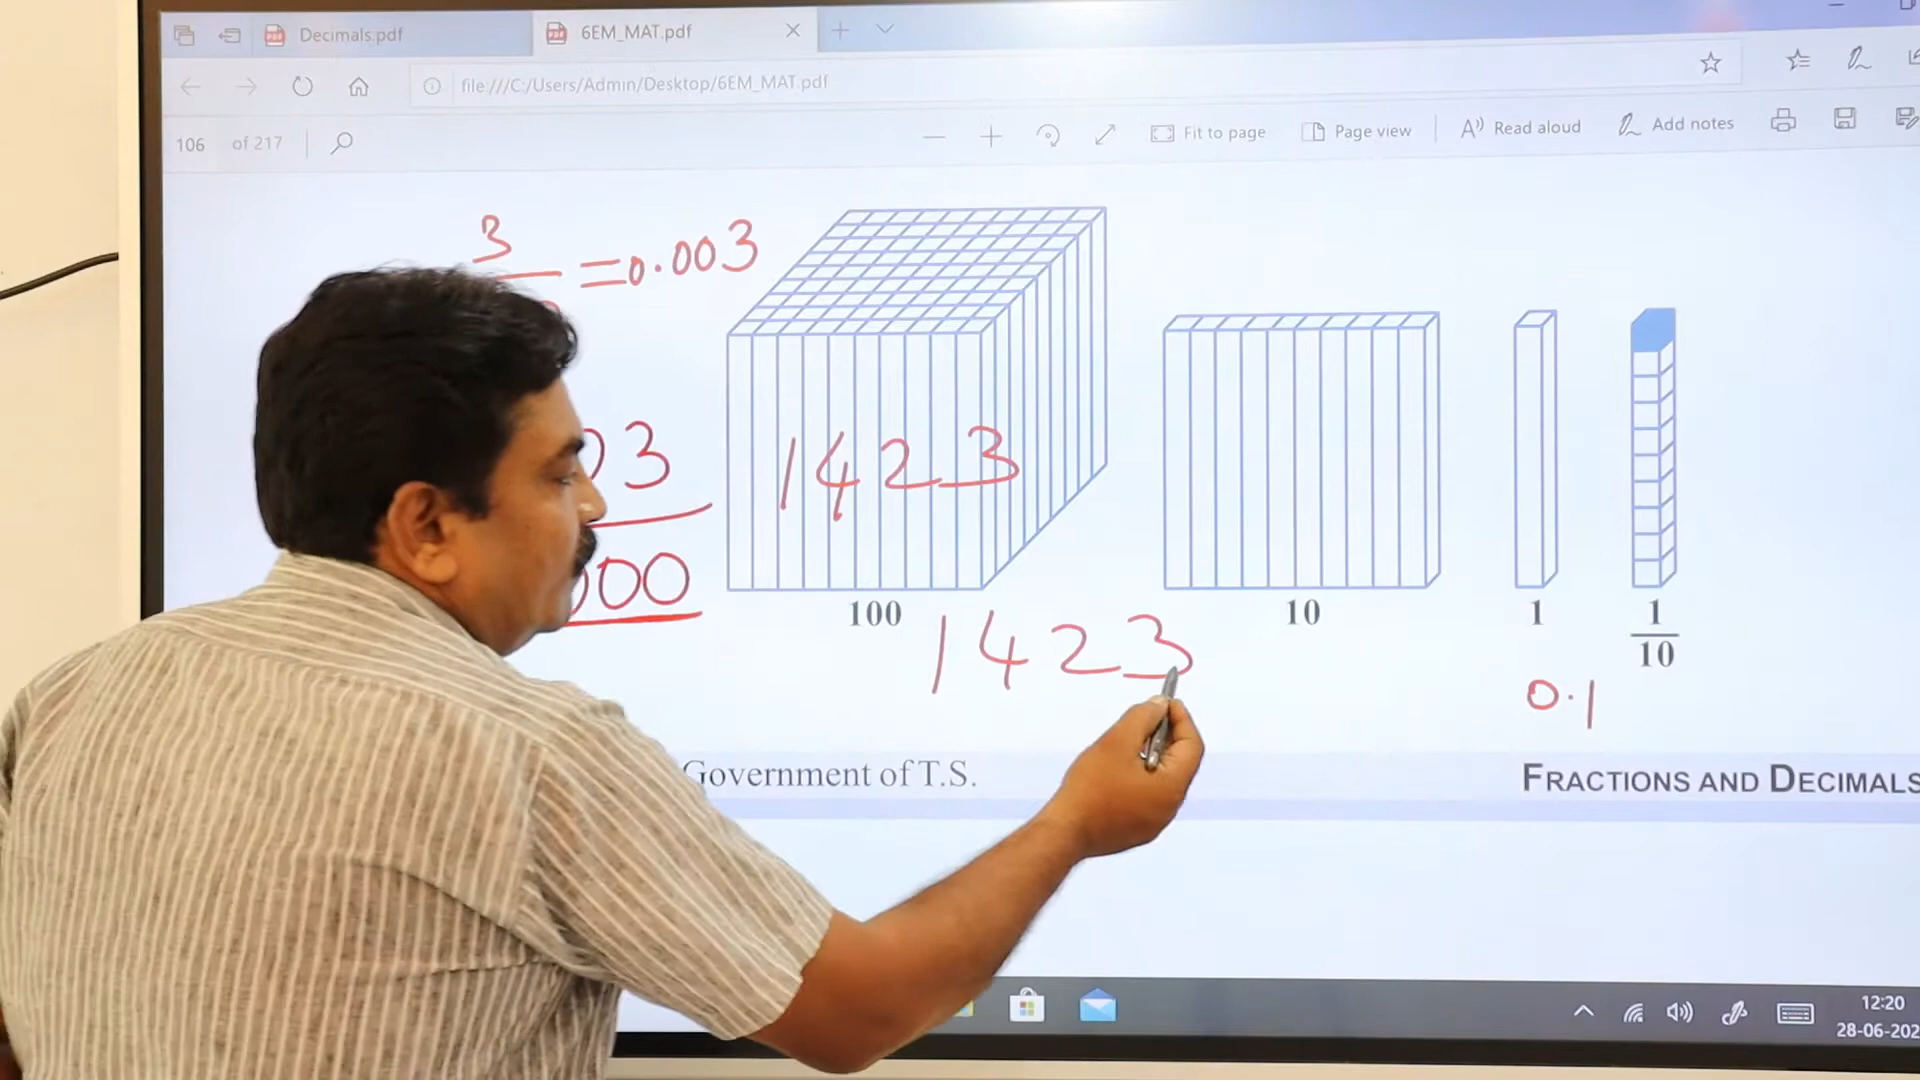 Decimals.pdf
6EM_MAT.pdf
file:///C:/Users/Admin/Desktop/6EM_MAT.pdf
106 of 217
Fit to page
Page view
Read aloud
Add notes
3
=0.003
3
1423
000
100
10
1
1
10
1423
0.1
Government of T.S.
FRACTIONS AND DECIMALS
12:20
28-06-202